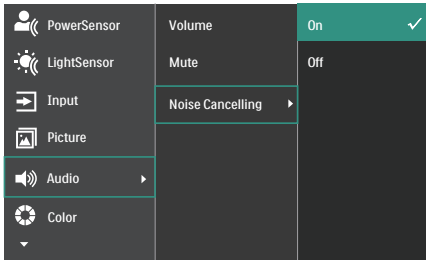 PowerSensor
LightSensor
Input
Picture
Audio
Color
Volume
Mute
Noise Cancelling
On
Off